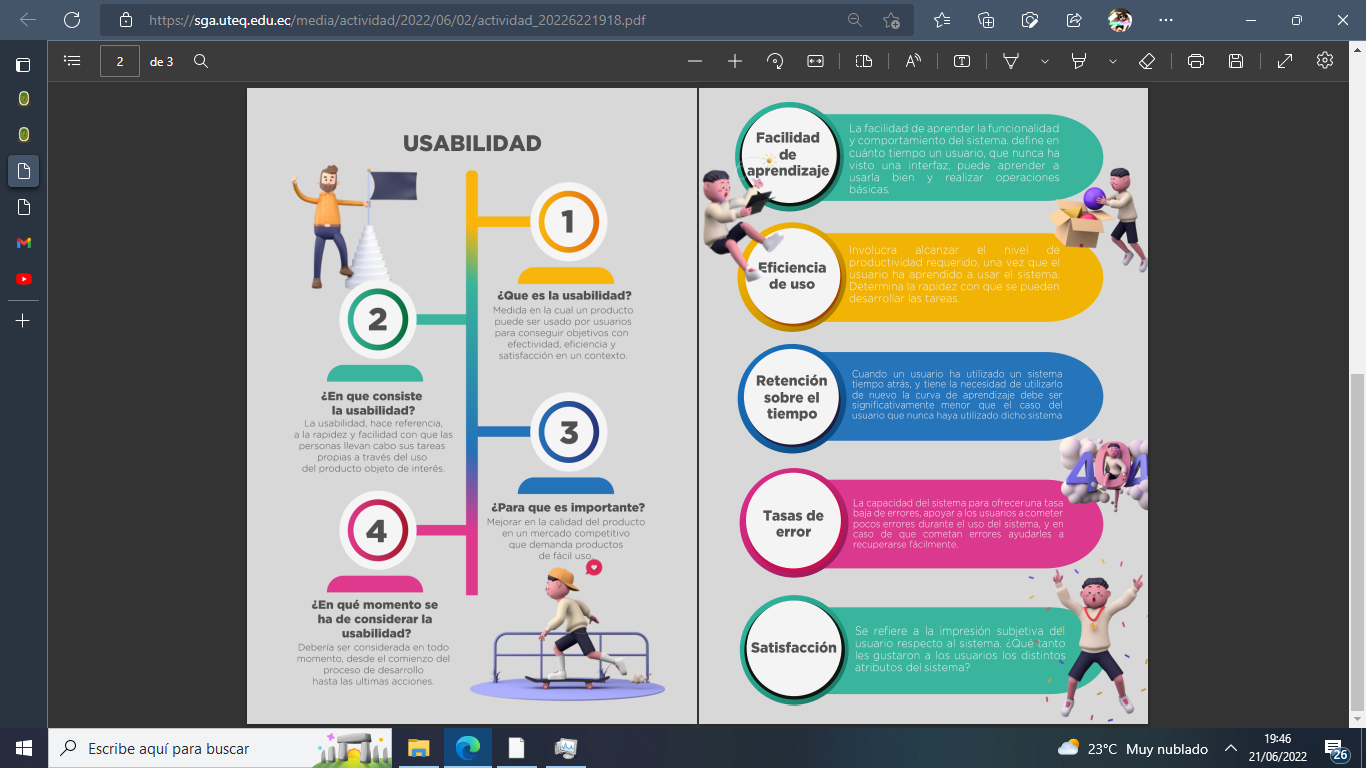 https://sga.uteq.edu.ec/media/actividad/2022/06/02/actividad_20226221918.pdf
2
de 3
USABILIDAD
1
¿Que es la usabilidad?
Medida en la cual un producto
puede ser usado por usuarios
para conseguir objetivos con
efectividad, eficiencia y
satisfacción en un contexto.
2
¿En que consiste
la usabilidad?
La usabilidad, hace referencia,
a la rapidez y facilidad con que las
personas llevan cabo sus tareas
propias a través del uso
del producto objeto de interés.
3
¿Para que es importante?
Mejorar en la calidad del producto
en un mercado competitivo
que demanda productos
de fácil uso.
4
¿En qué momento se
ha de considerar la
usabilidad?
Debería ser considerada en todo
momento, desde el comienzo del
proceso de desarrollo
hasta las ultimas acciones.
Facilidad
de
aprendizaje
La facilidad de aprender la funcionalidad
y comportamiento del sistema. define en
cuánto tiempo un usuario, que nunca ha
visto una interfaz, puede aprender a
usarla bien y realizar operaciones
básicas.
Eficiencia
de uso
Involucra alcanzar el nivel de
productividad requerido, una vez que el
usuario ha aprendido a usar el sistema.
Determina la rapidez con que se pueden
desarrollar las tareas.
Retención
sobre el
tiempo
Cuando un usuario ha utilizado un sistema
tiempo atrás, y tiene la necesidad de utilizarlo
de nuevo la curva de aprendizaje debe ser
significativamente menor que el caso del
usuario que nunca haya utilizado dicho sistema
404
Tasas de
error
La capacidad del sistema para ofrecer una tasa
baja de errores, apoyar a los usuarios a cometer
pocos errores durante el uso del sistema, y en
caso de que cometan errores ayudarles a
recuperarse fácilmente.
Satisfacción
Se refiere a la impresión subjetiva del
usuario respecto al sistema. ¿Qué tanto
les gustaron a los usuarios los distintos
atributos del sistema?
Escribe aquí para buscar
23°C Muy nublado
19:46
21/06/2022
26